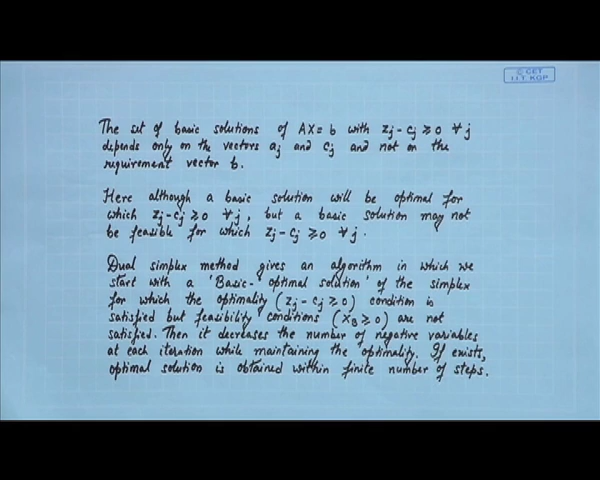 © CET
I.I.T. KGP
The set of basic solutions of AX = b with zj - cj ≥ 0 ∀ j
depends only on the vectors aj and cj and not on the
requirement vector b.
Here although a basic solution will be optimal for
which zj - cj ≥ 0 ∀ j, but a basic solution may not
be feasible for which zj - cj ≥ 0 ∀ j.
Dual simplex method gives an algorithm in which we
start with a 'Basic - optimal solution' of the simplex
for which the optimality (zj - cj ≥ 0) condition is
satisfied but feasibility conditions (XB ≥ 0) are not
satisfied. Then it decreases the number of negative variables
at each iteration while maintaining the optimality. If exists,
optimal solution is obtained within finite number of steps.